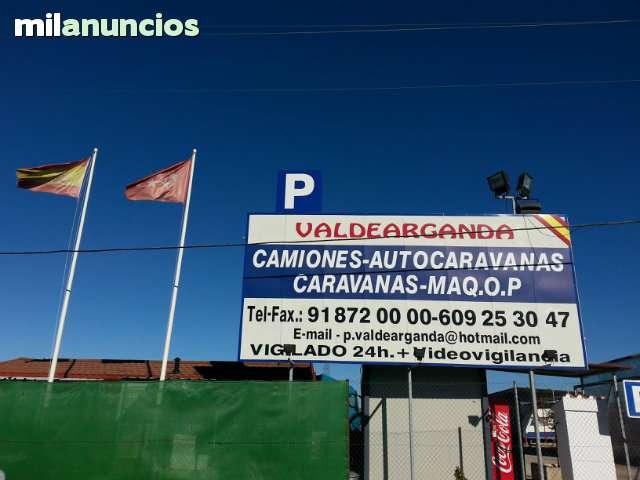 milanuncios
P
VALDEARGANDA
CAMIONES-AUTOCARAVANAS
CARAVANAS-MAQ.O.P
Tel-Fax.: 91 872 00 00-609 25 30 47
E-mail - p.valdearganda@hotmail.com
VIGILADO 24h.+Videovigilancia
Coca-Cola
P